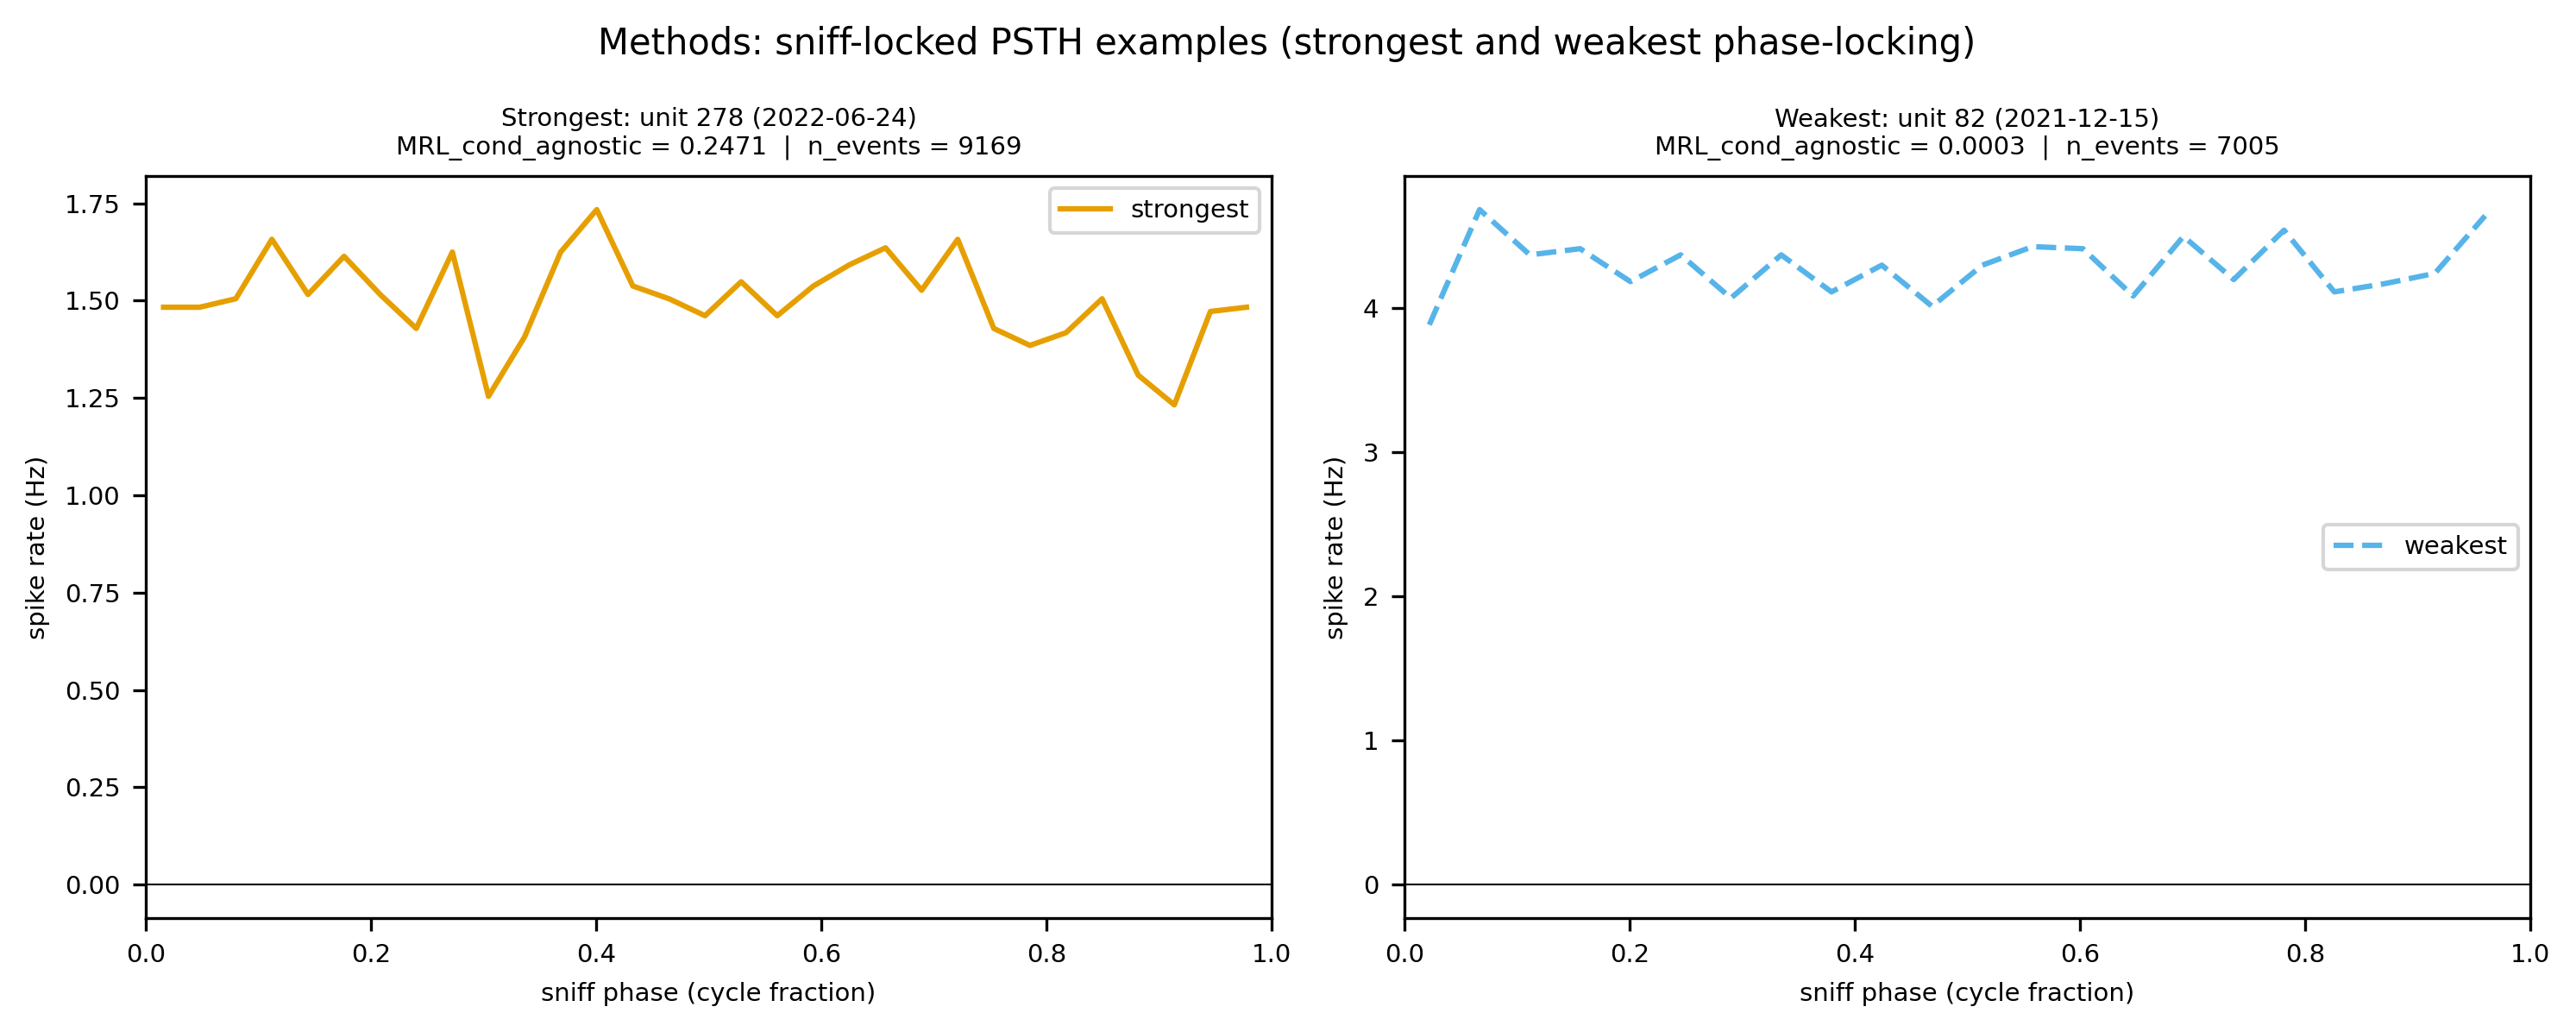 Methods: sniff-locked PSTH examples (strongest and weakest phase-locking)
Strongest: unit 278 (2022-06-24)
MRL_cond_agnostic = 0.2471 | n_events = 9169
strongest
1.75
1.50
1.25
1.00
0.75
0.50
0.25
0.00
spike rate (Hz)
0.0 0.2 0.4 0.6 0.8 1.0
sniff phase (cycle fraction)
Weakest: unit 82 (2021-12-15)
MRL_cond_agnostic = 0.0003 | n_events = 7005
weakest
4
3
2
1
0
spike rate (Hz)
0.0 0.2 0.4 0.6 0.8 1.0
sniff phase (cycle fraction)